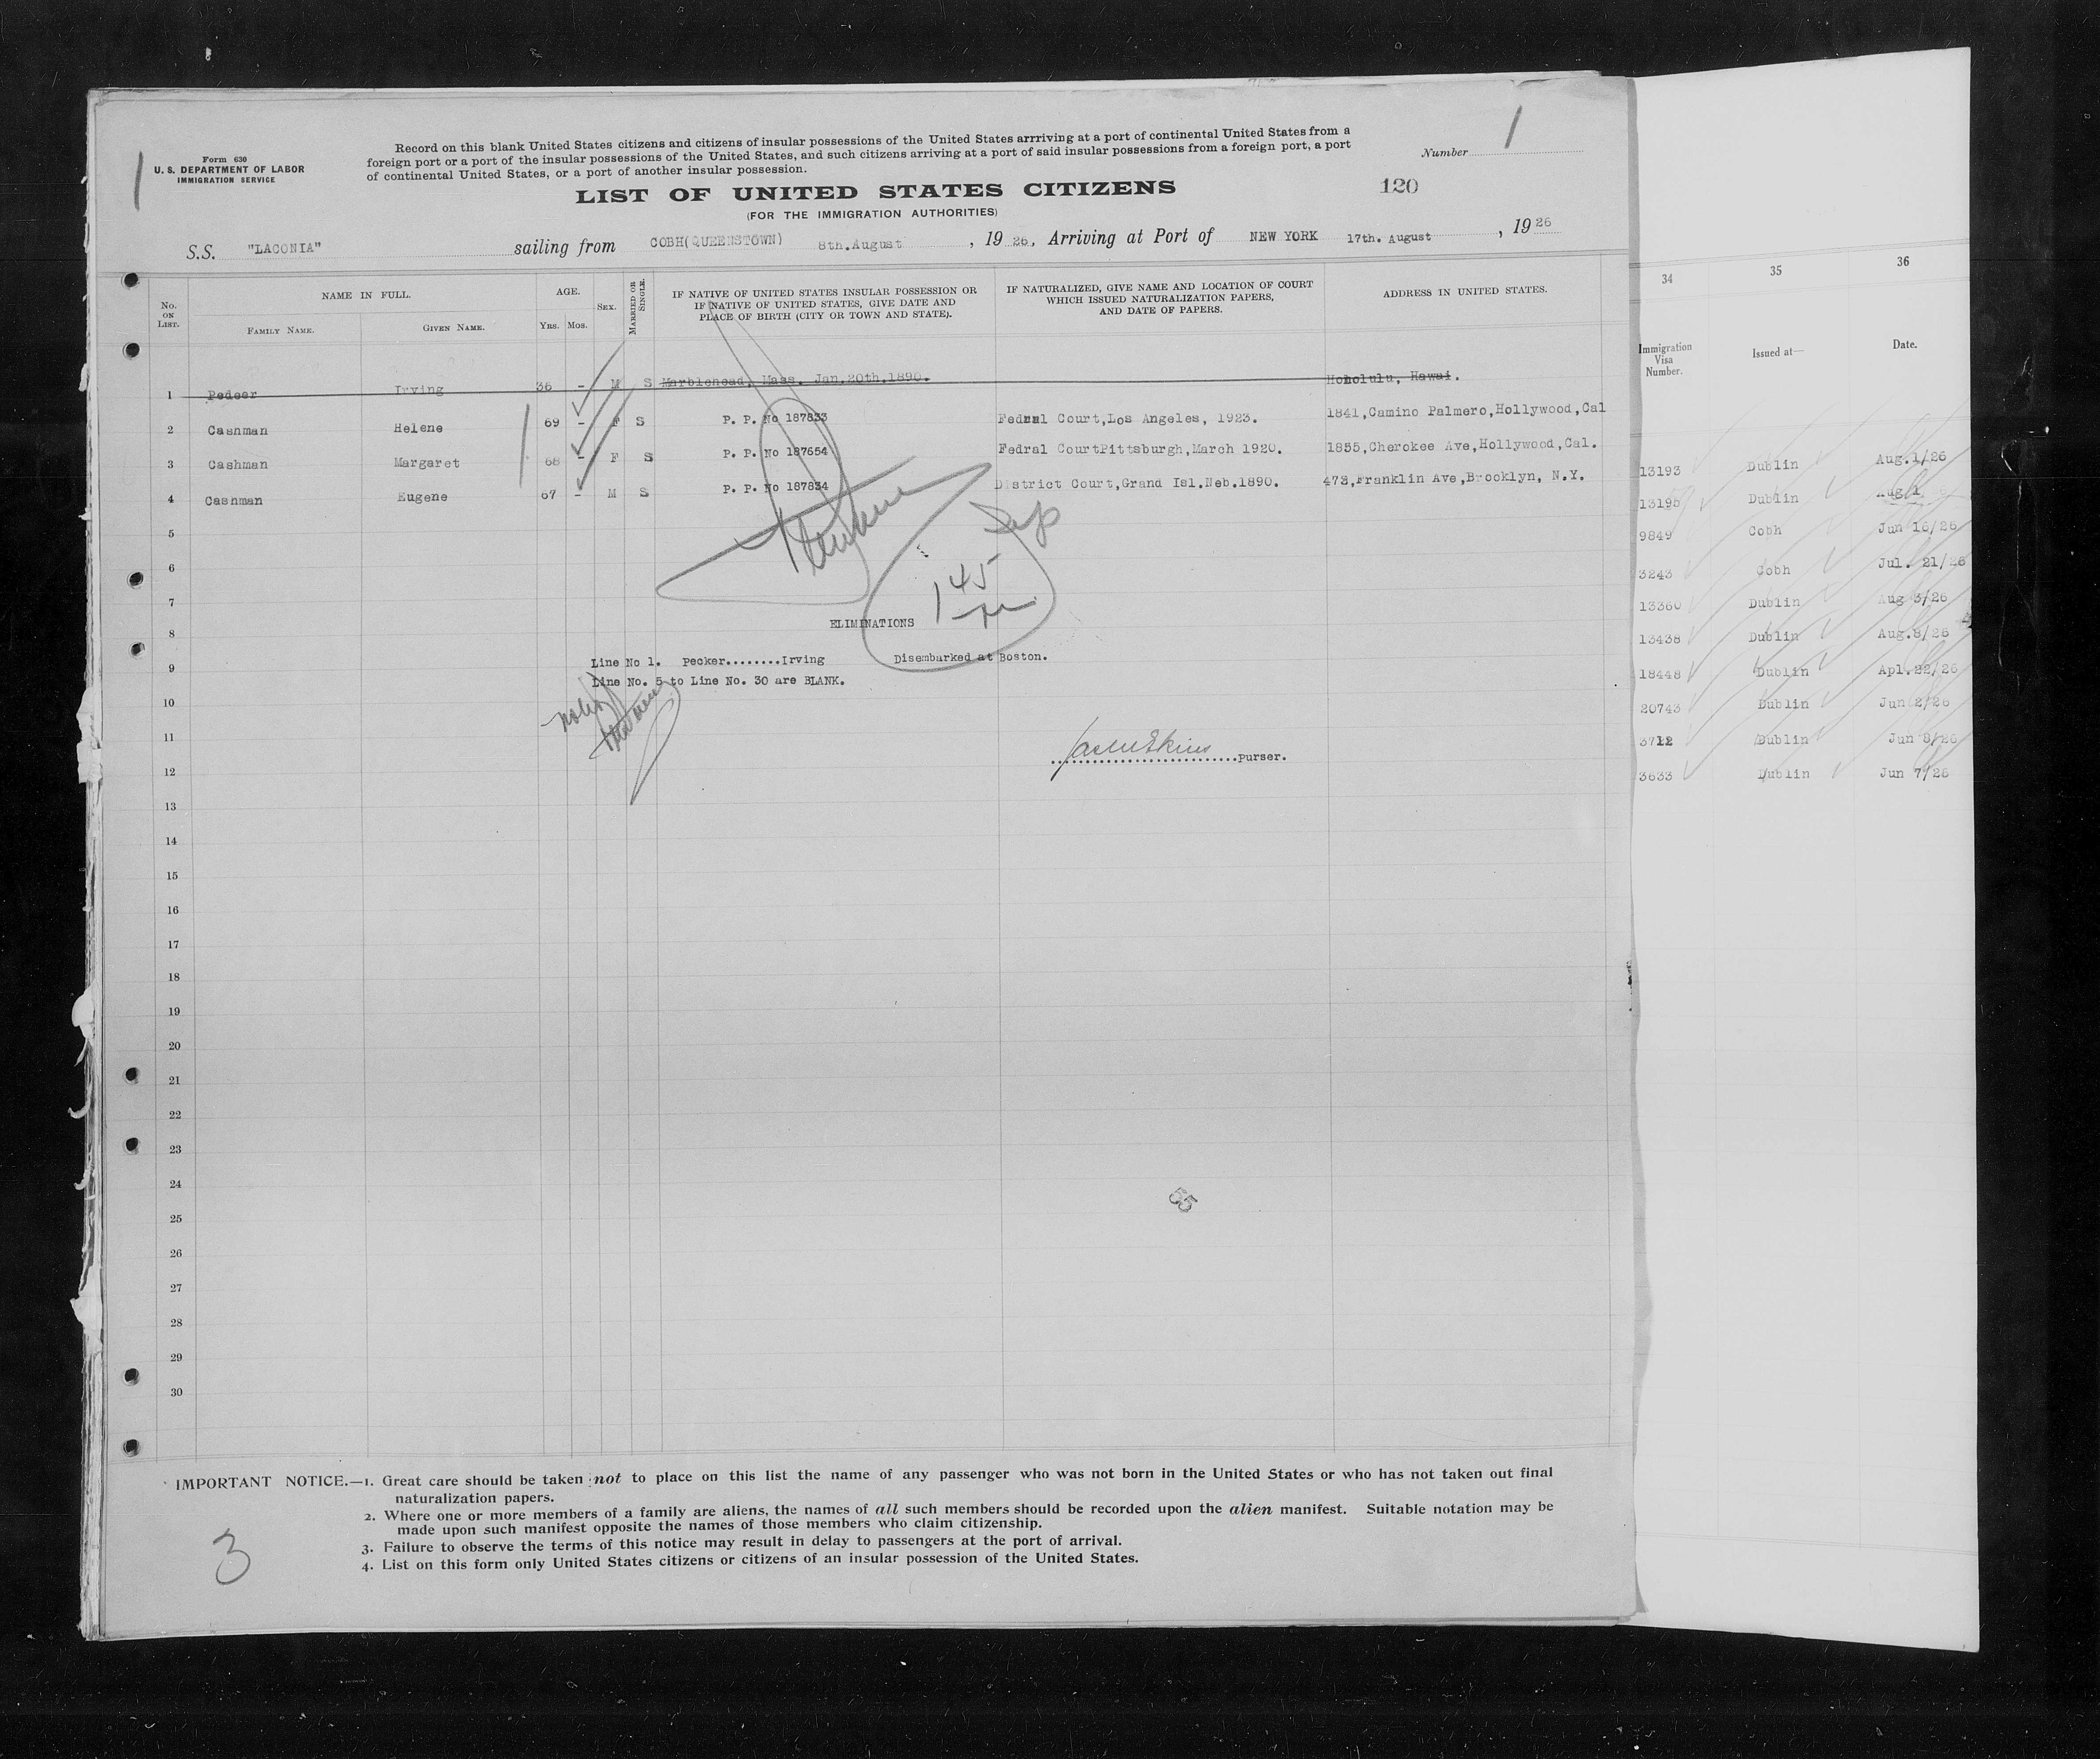 1
Number
Form 630
U. S. DEPARTMENT OF LABOR
IMMIGRATION SERVICE
Record on this blank United States citizens and citizens of insular possessions of the United States arrriving at a port of continental United States from a
foreign port or a port of the insular possessions of the United States, and such citizens arriving at a port of said insular possessions from a foreign port, a port
of continental United States, or a port of another insular possession.
LIST OF UNITED STATES CITIZENS
120
(FOR THE IMMIGRATION AUTHORITIES)
S.S. "LACONIA" sailing from COBH(QUEENSTOWN) 8th.August , 19 26, Arriving at Port of NEW YORK 17th. August , 19 26
No. ON LIST. NAME IN FULL. AGE. SEX. MARRIED OR SINGLE. IF NATIVE OF UNITED STATES INSULAR POSSESSION OR IF NATIVE OF UNITED STATES, GIVE DATE AND PLACE OF BIRTH (CITY OR TOWN AND STATE). IF NATURALIZED, GIVE NAME AND LOCATION OF COURT WHICH ISSUED NATURALIZATION PAPERS, AND DATE OF PAPERS. ADDRESS IN UNITED STATES.
FAMILY NAME. GIVEN NAME. YRS. MOS.
1 Irving 36 - M S Marblehead, Mass. Jan.20th.1890. Honolulu, Hawai.
2 Cashman Helene 69 - F S P. P. No 187833 Court,Los Angeles, 1923. 1841,Camino Palmero,Hollywood,Cal
3 Cashman Margaret 68 - F S P. P. No 187654 Fedral CourtPittsburgh,March 1920. 1855,Cherokee Ave,Hollywood,Cal.
4 Cashman Eugene 67 - M S P. P. No 187834 District Court,Grand Isl.Neb.1890. 473,Franklin Ave,Brooklyn, N.Y.
5
6
7
8
9
10
11
12
13
14
15
16
17
18
19
20
21
22
23
24
25
26
27
28
29
30
145
ELIMINATIONS
Line No 1. Pecker........Irving Disembarked at Boston.
Line No. 5 to Line No. 30 are BLANK.
purser.
55
IMPORTANT NOTICE.—1. Great care should be taken not to place on this list the name of any passenger who was not born in the United States or who has not taken out final
naturalization papers.
2. Where one or more members of a family are aliens, the names of all such members should be recorded upon the alien manifest. Suitable notation may be
made upon such manifest opposite the names of those members who claim citizenship.
3. Failure to observe the terms of this notice may result in delay to passengers at the port of arrival.
4. List on this form only United States citizens or citizens of an insular possession of the United States.
3
34 35 36
Immigration Visa Number. Issued at— Date.
13193 Dublin Aug.1/26
13195 Dublin Aug.1
9849 Cobh Jun 16/26
3243 Cobh Jul. 21/26
13360 Dublin Aug 3/26
13438 Dublin Aug.8/26
18448 Dublin Apl.22/26
20743 Dublin Jun 2/26
3712 Dublin Jun 8/26
3633 Dublin Jun 7/26